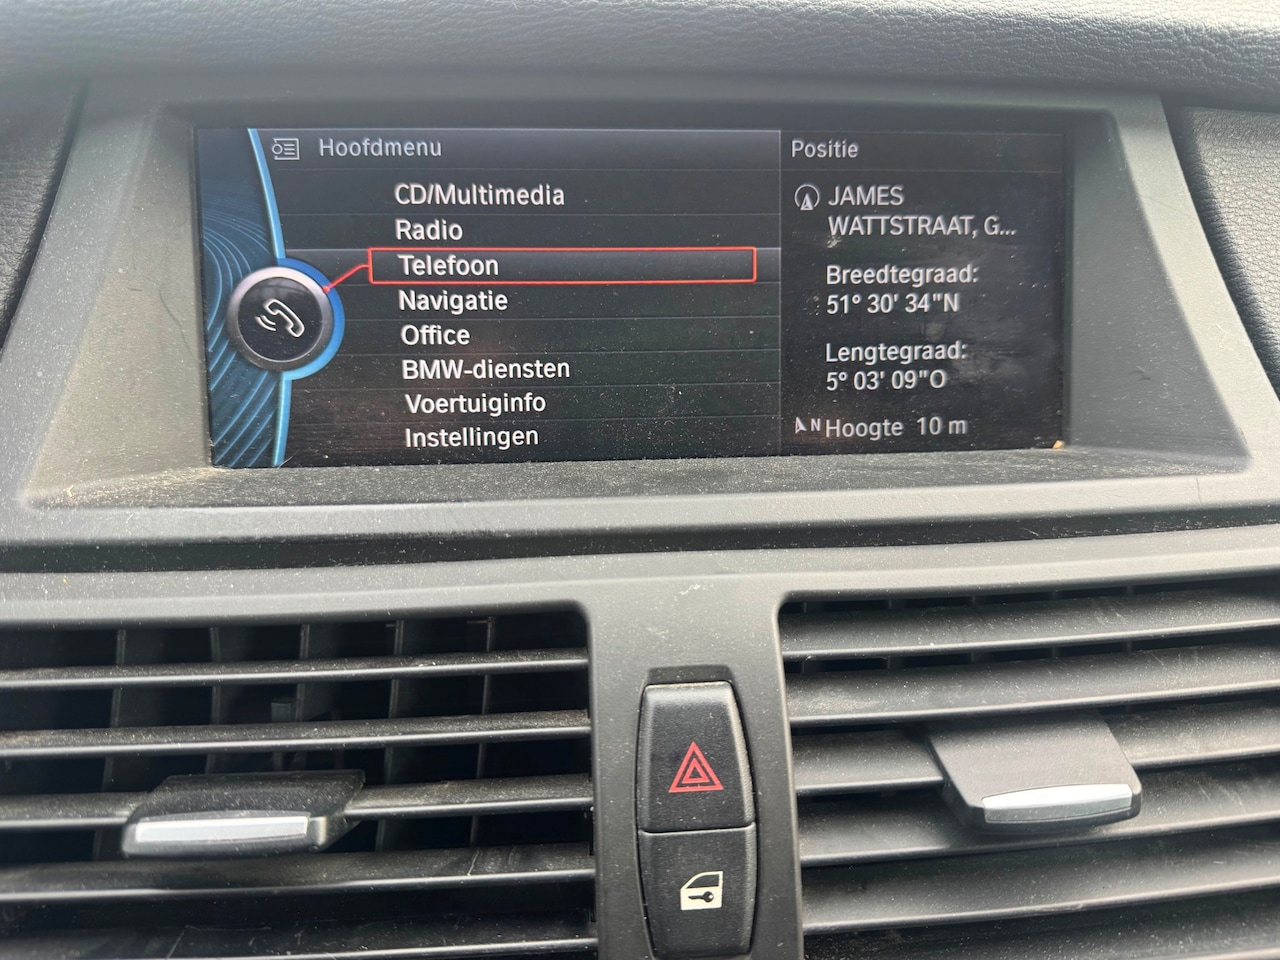 Hoofdmenu
CD/Multimedia
Radio
Telefoon
Navigatie
Office
BMW-diensten
Voertuiginfo
Instellingen
Positie
JAMES
WATTSTRAAT, G...
Breedtegraad:
51° 30' 34"N
Lengtegraad:
5° 03' 09"O
N Hoogte 10 m